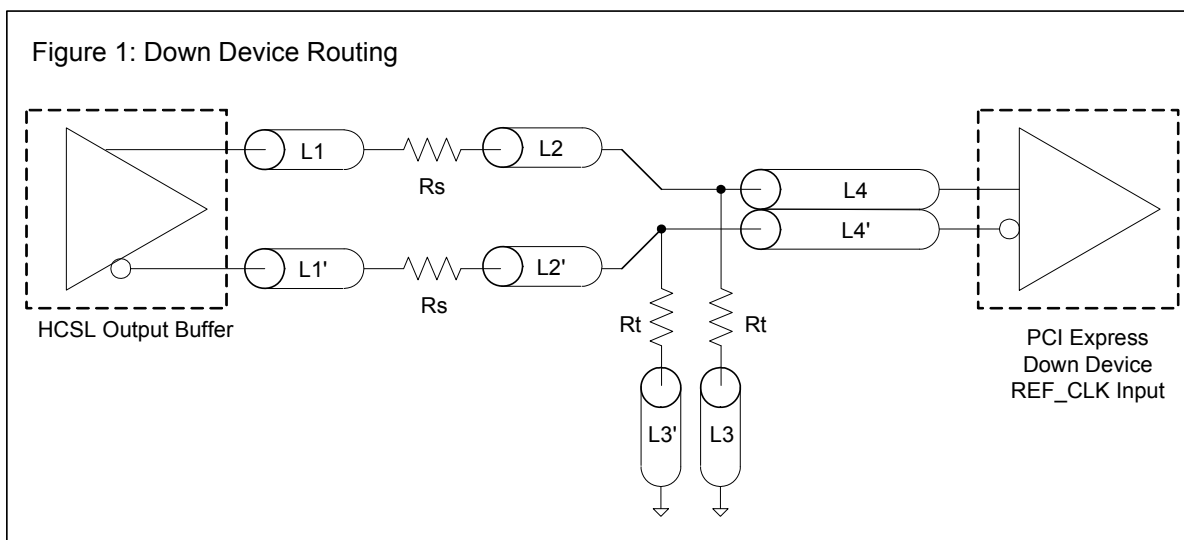 Figure 1: Down Device Routing
L1
Rs
L2
L4
L4'
L1'
Rs
L2'
HCSL Output Buffer
Rt
Rt
L3'
L3
PCI Express
Down Device
REF_CLK Input